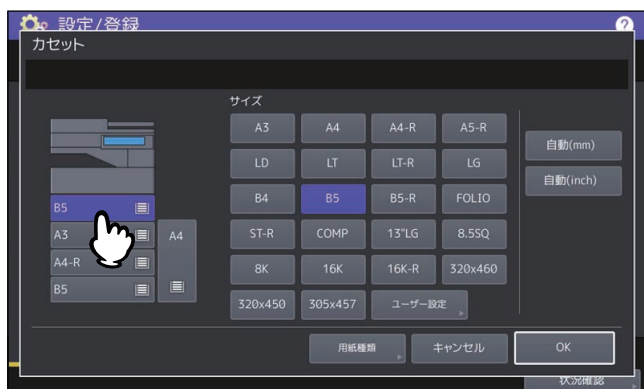 設定/登録
?
カセット
サイズ
A3 A4 A4-R A5-R
自動(mm)
LD LT LT-R LG
自動(inch)
B4 B5 B5-R FOLIO
B5
A3
A4
A4-R
B5
ST-R COMP 13"LG 8.5SQ
8K 16K 16K-R 320x460
320x450 305x457 ユーザー設定
用紙種類 キャンセル OK
状況確認